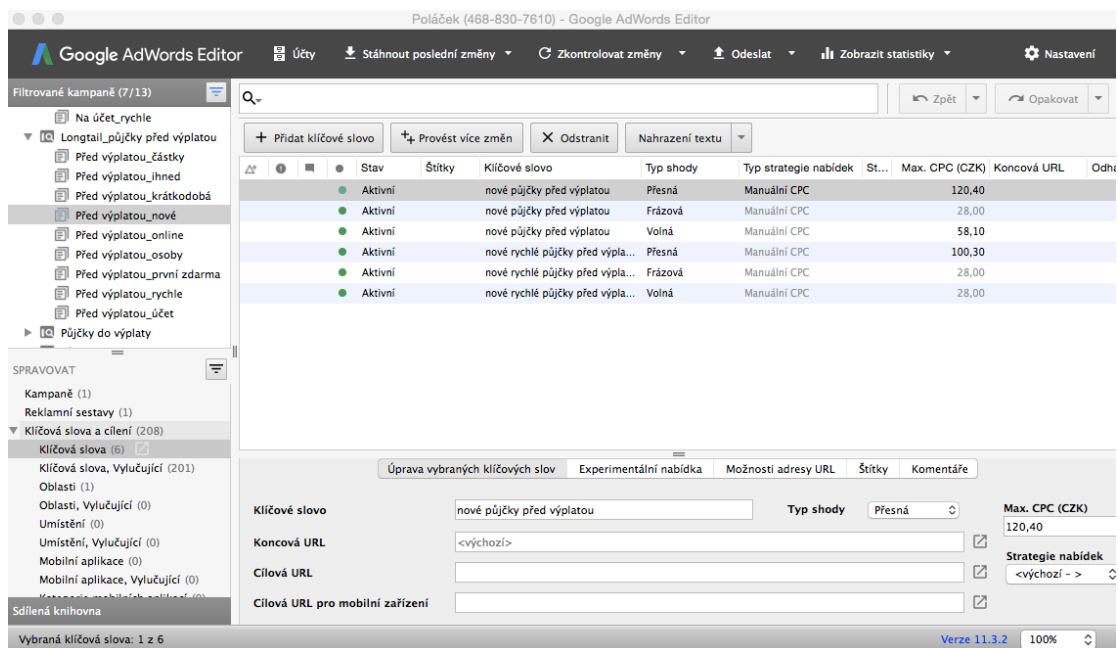 Poláček (468-830-7610) - Google AdWords Editor
Google AdWords Editor Účty Stáhnout poslední změny Zkontrolovat změny Odeslat Zobrazit statistiky Nastavení
Filtrované kampaně (7/13)
Na účet_rychle
Longtail_půjčky před výplatou
Před výplatou_částky
Před výplatou_ihned
Před výplatou_krátkodobá
Před výplatou_nové
Před výplatou_online
Před výplatou_osoby
Před výplatou_první zdarma
Před výplatou_rychle
Před výplatou_účet
Půjčky do výplaty
SPRAVOVAT
Kampaně (1)
Reklamní sestavy (1)
Klíčová slova a cílení (208)
Klíčová slova (6)
Klíčová slova, Vylučující (201)
Oblasti (1)
Oblasti, Vylučující (0)
Umístění (0)
Umístění, Vylučující (0)
Mobilní aplikace (0)
Mobilní aplikace, Vylučující (0)
Kategorie mobilních aplikací (0)
Sdílená knihovna
Zpět Opakovat
Přidat klíčové slovo Provést více změn Odstranit Nahrazení textu
Stav Štítky Klíčové slovo Typ shody Typ strategie nabídek St... Max. CPC (CZK) Koncová URL Odha
Aktivní nové půjčky před výplatou Přesná Manuální CPC 120,40
Aktivní nové půjčky před výplatou Frázová Manuální CPC 28,00
Aktivní nové půjčky před výplatou Volná Manuální CPC 58,10
Aktivní nové rychlé půjčky před výpla... Přesná Manuální CPC 100,30
Aktivní nové rychlé půjčky před výpla... Frázová Manuální CPC 28,00
Aktivní nové rychlé půjčky před výpla... Volná Manuální CPC 28,00
Úprava vybraných klíčových slov Experimentální nabídka Možnosti adresy URL Štítky Komentáře
Klíčové slovo nové půjčky před výplatou Typ shody Přesná Max. CPC (CZK)
120,40
Koncová URL <výchozí>
Strategie nabídek
Cílová URL <výchozí - >
Cílová URL pro mobilní zařízení
Vybraná klíčová slova: 1 z 6 Verze 11.3.2 100%